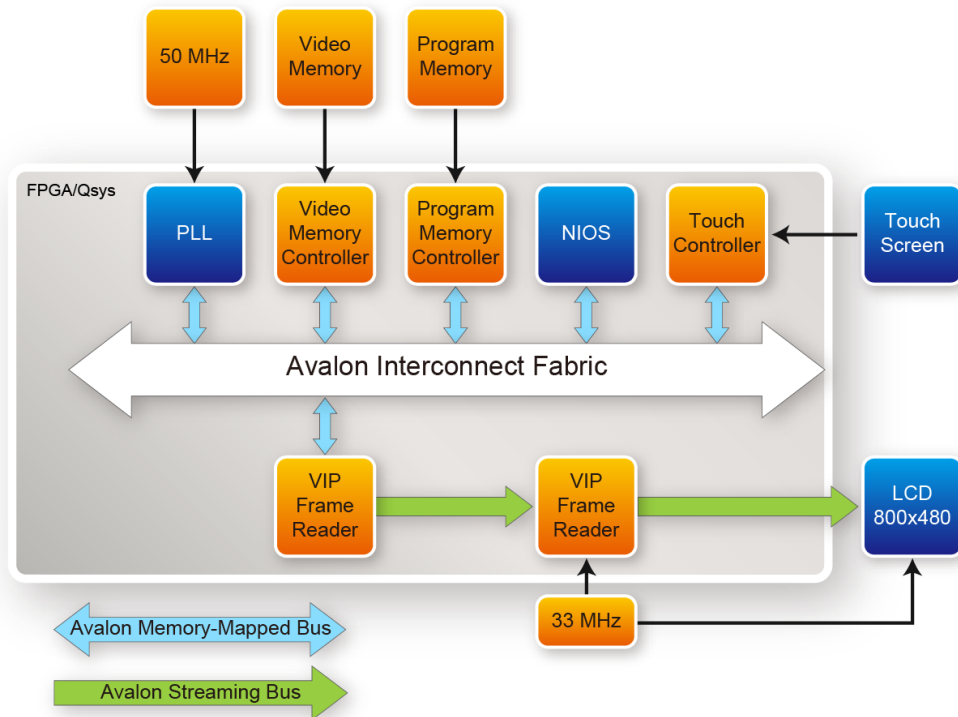 50 MHz
Video
Memory
Program
Memory
FPGA/Qsys
PLL
Video
Memory
Controller
Program
Memory
Controller
NIOS
Touch
Controller
Touch
Screen
Avalon Interconnect Fabric
VIP
Frame
Reader
VIP
Frame
Reader
LCD
800x480
33 MHz
Avalon Memory-Mapped Bus
Avalon Streaming Bus